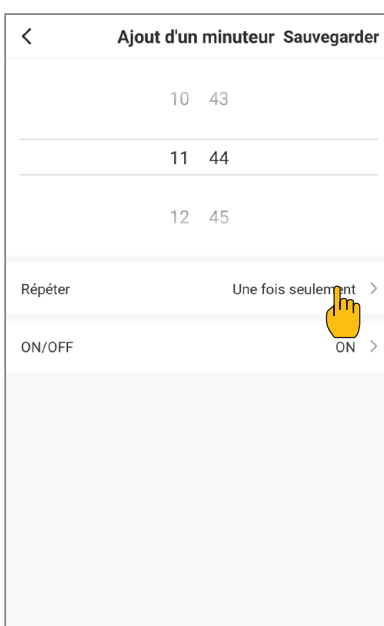 Ajout d'un minuteur Sauvegarder
10 43
11 44
12 45
Répéter Une fois seulement
ON/OFF ON